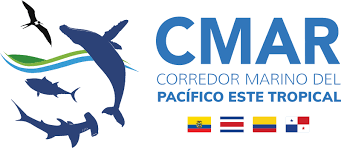 CMAR
CORREDOR MARINO DEL
PACÍFICO ESTE TROPICAL